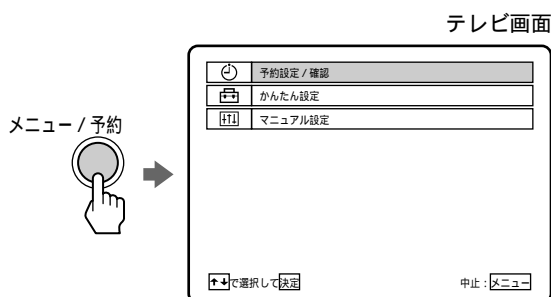 テレビ画面
メニュー / 予約
予約設定 / 確認
かんたん設定
マニュアル設定
↑↓で選択して決定
中止：メニュー